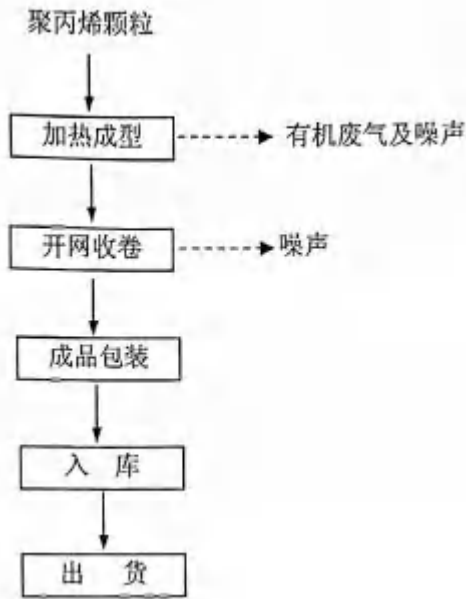 聚丙烯颗粒
加热成型
有机废气及噪声
开网收卷
噪声
成品包装
入 库
出 货